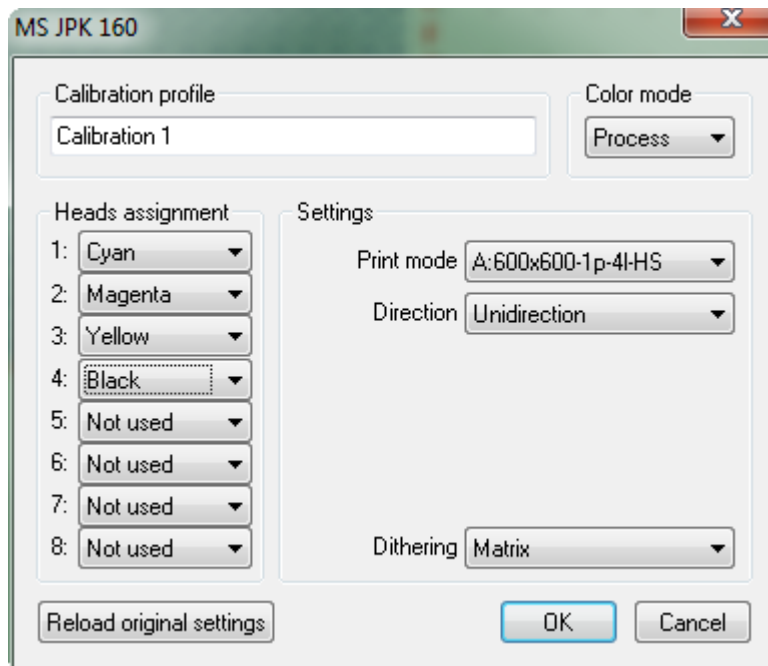 MS JPK 160
Calibration profile
Calibration 1
Color mode
Process
Heads assignment
1: Cyan
2: Magenta
3: Yellow
4: Black
5: Not used
6: Not used
7: Not used
8: Not used
Settings
Print mode A:600x600-1p-4l-HS
Direction Unidirection
Dithering Matrix
Reload original settings
OK
Cancel